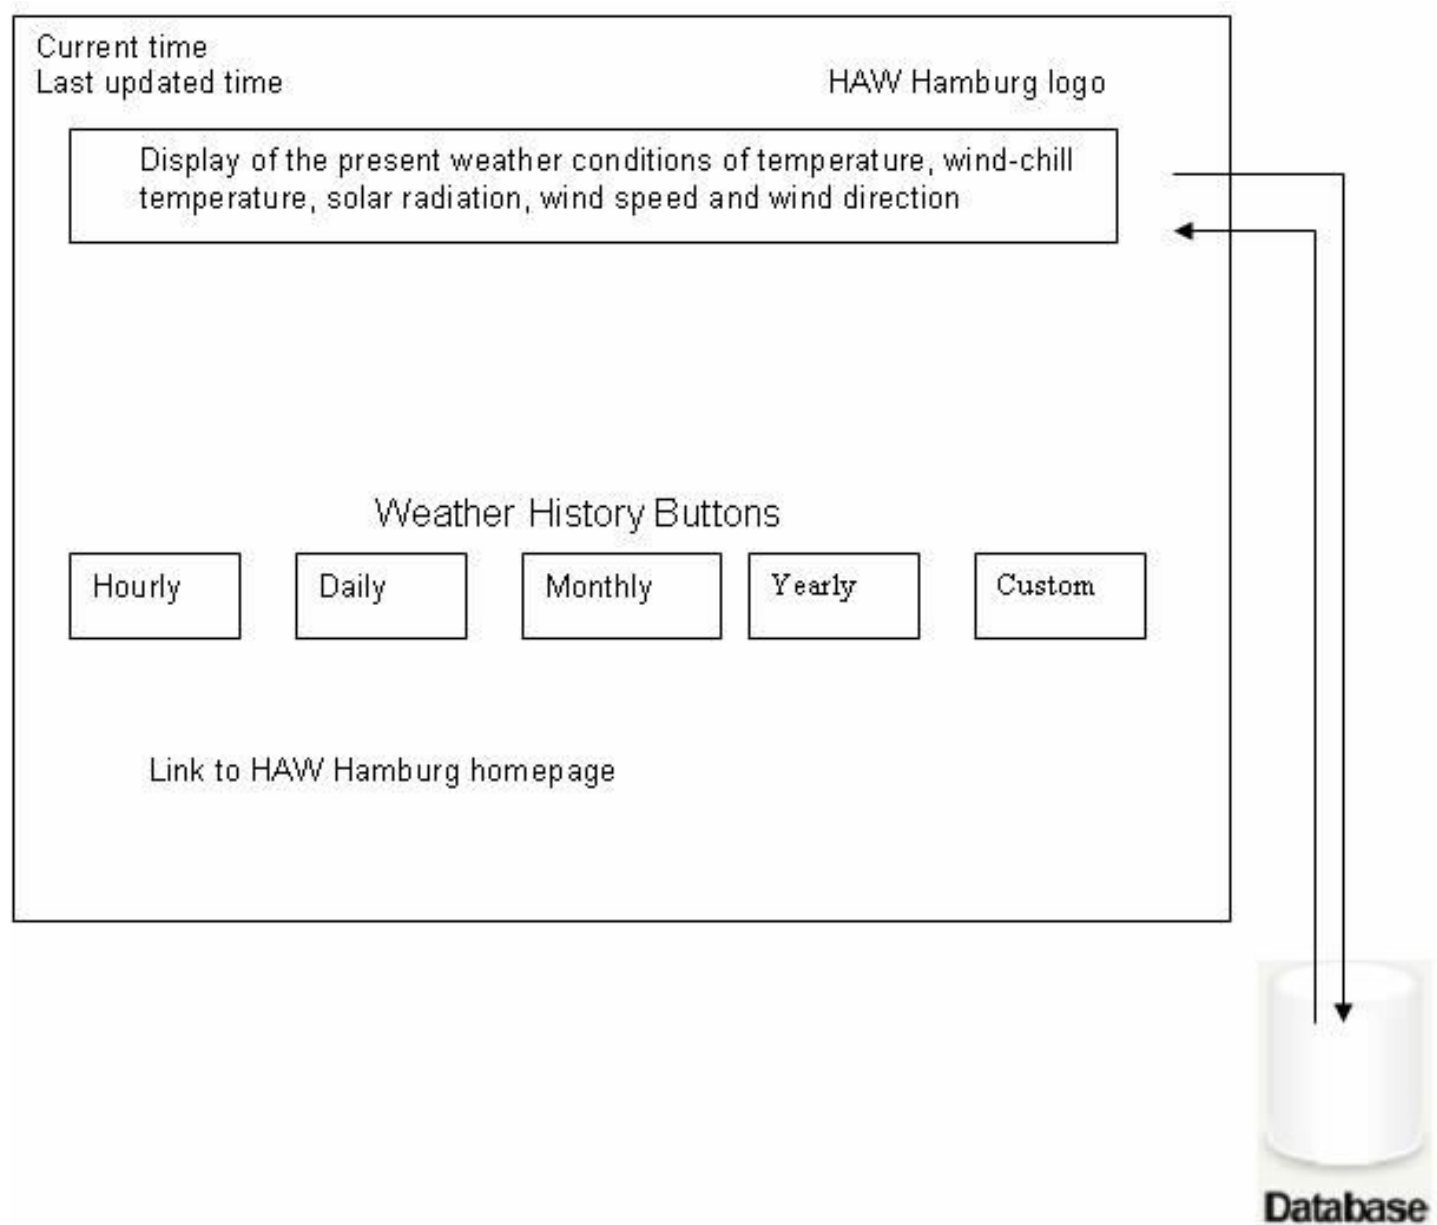 Current time
Last updated time
HAW Hamburg logo
Display of the present weather conditions of temperature, wind-chill
temperature, solar radiation, wind speed and wind direction
Weather History Buttons
Hourly
Daily
Monthly
Yearly
Custom
Link to HAW Hamburg homepage
Database